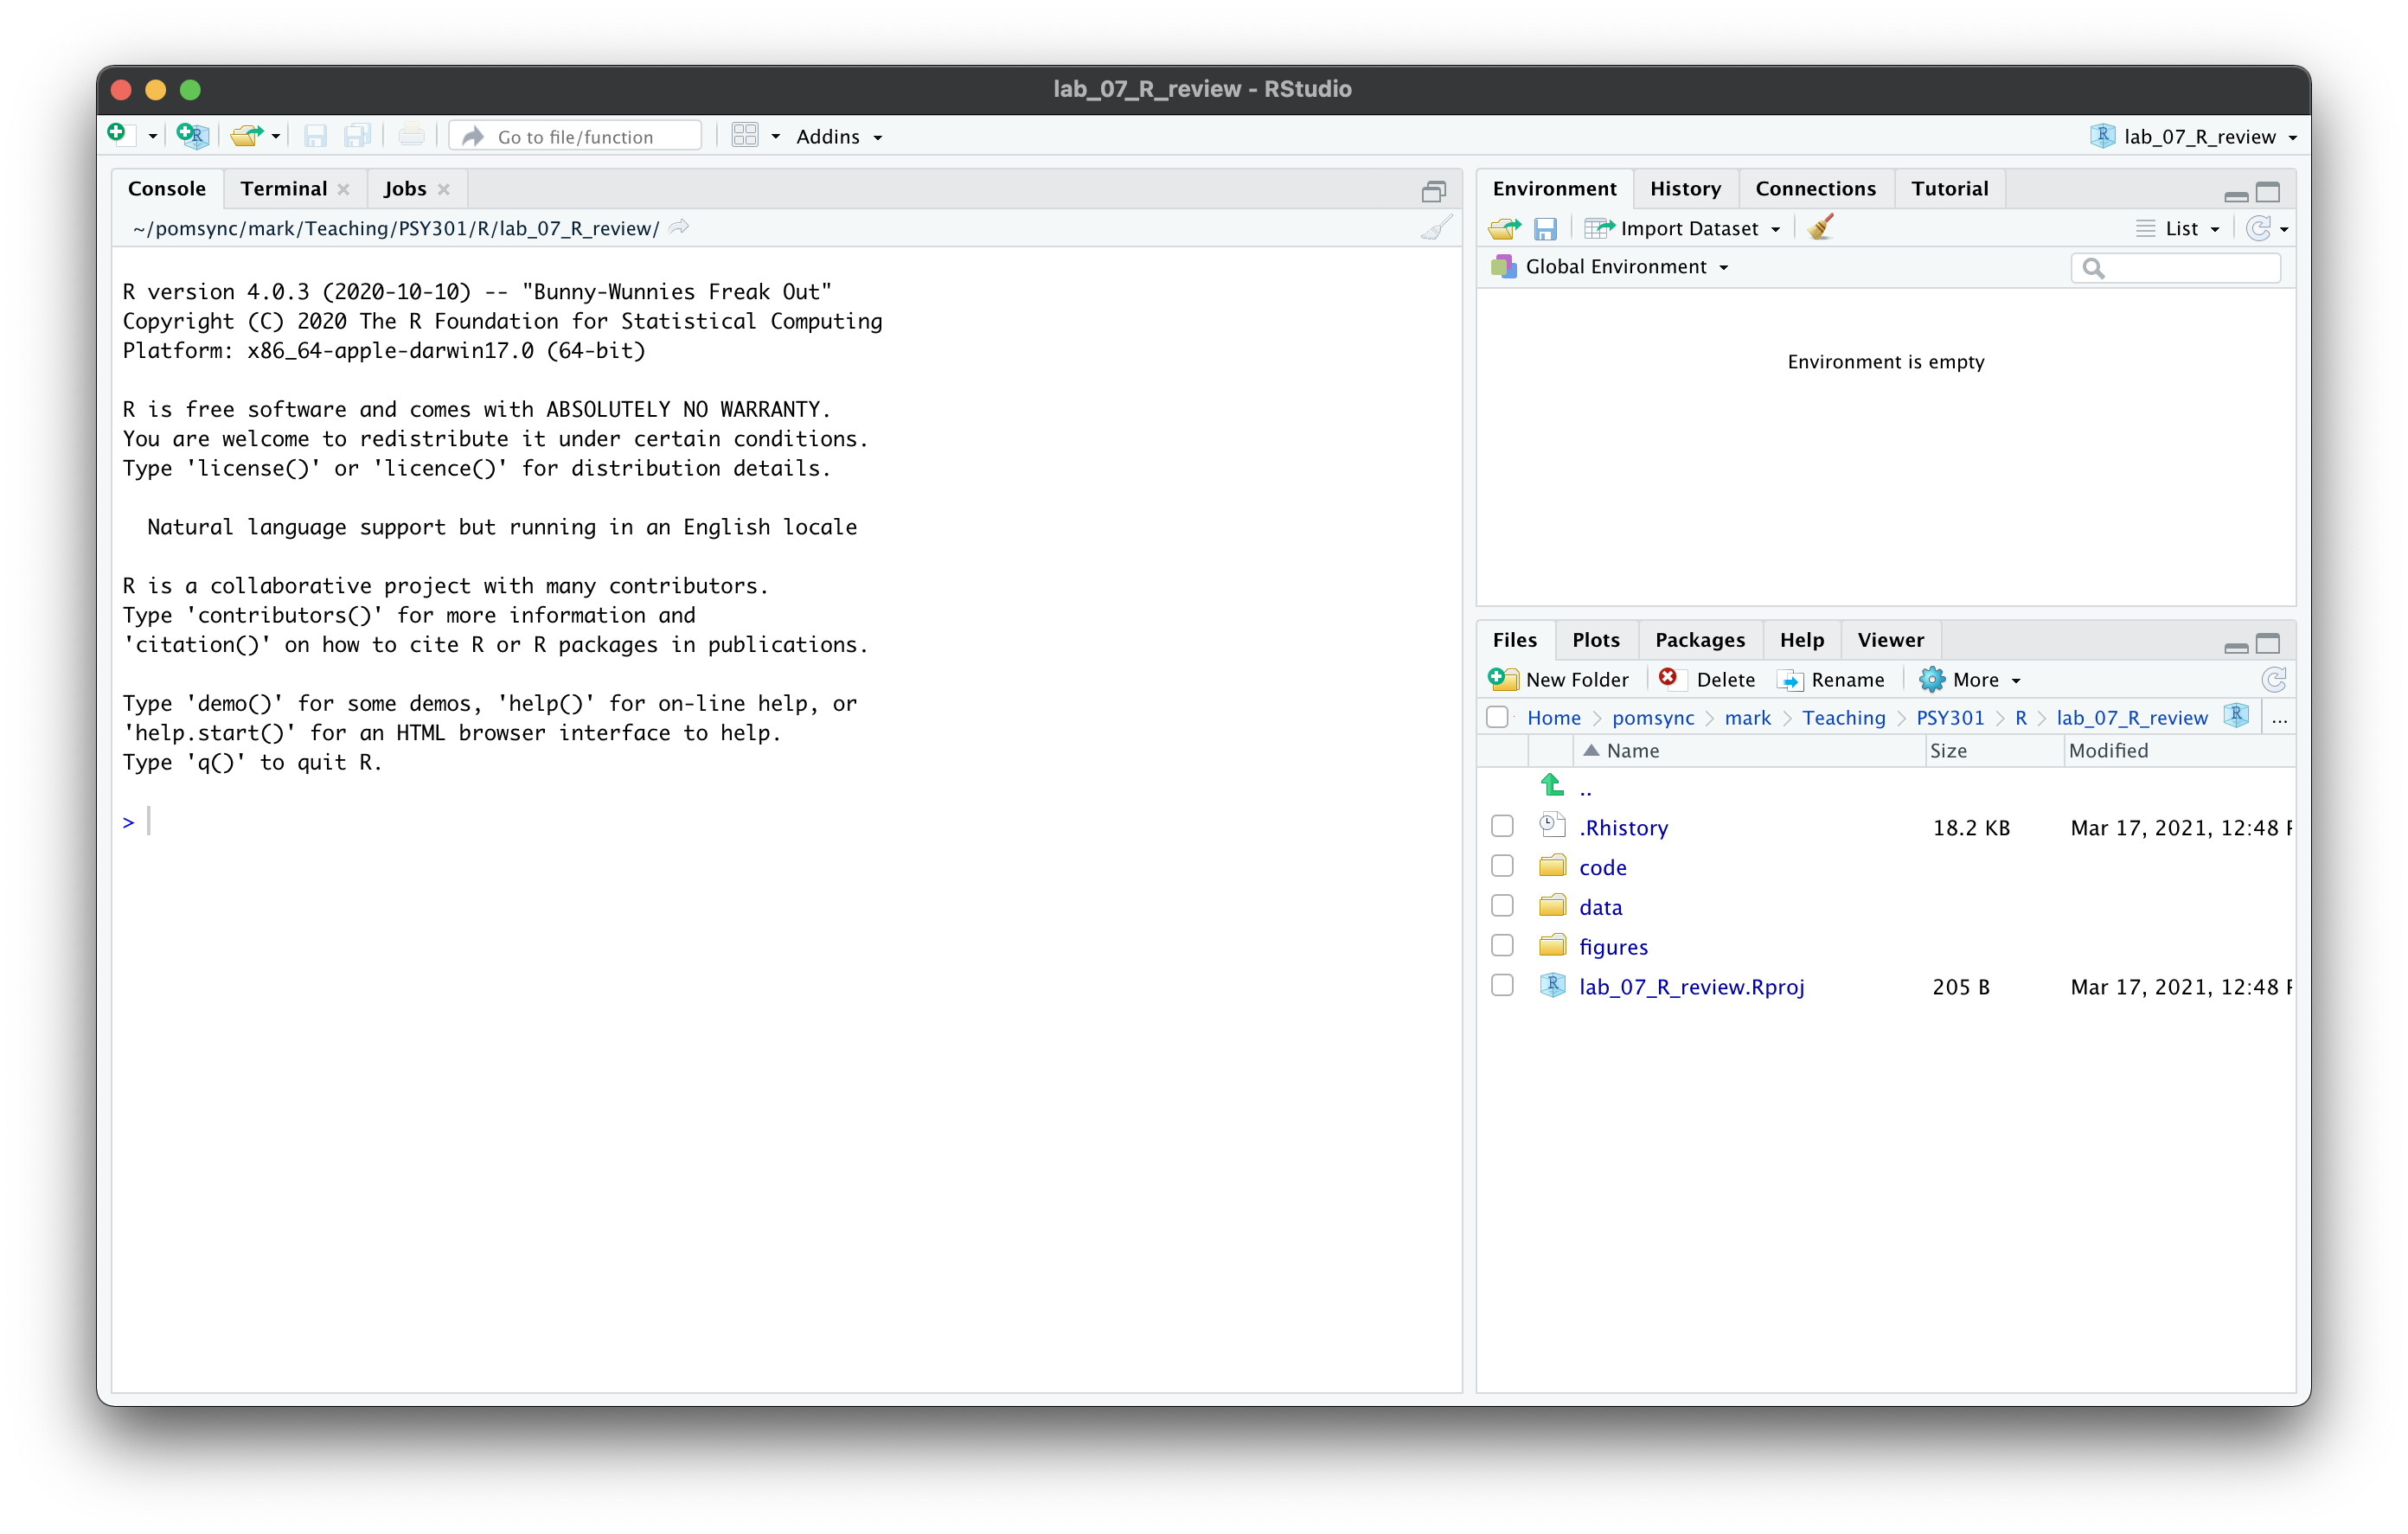 lab_07_R_review - RStudio
Go to file/function
Addins
lab_07_R_review
Console Terminal Jobs
~/pomsync/mark/Teaching/PSY301/R/lab_07_R_review/
R version 4.0.3 (2020-10-10) -- "Bunny-Wunnies Freak Out"
Copyright (C) 2020 The R Foundation for Statistical Computing
Platform: x86_64-apple-darwin17.0 (64-bit)
R is free software and comes with ABSOLUTELY NO WARRANTY.
You are welcome to redistribute it under certain conditions.
Type 'license()' or 'licence()' for distribution details.
Natural language support but running in an English locale
R is a collaborative project with many contributors.
Type 'contributors()' for more information and
'citation()' on how to cite R or R packages in publications.
Type 'demo()' for some demos, 'help()' for on-line help, or
'help.start()' for an HTML browser interface to help.
Type 'q()' to quit R.
>
Environment History Connections Tutorial
Import Dataset List
Global Environment
Environment is empty
Files Plots Packages Help Viewer
New Folder Delete Rename More
Home pomsync mark Teaching PSY301 R lab_07_R_review ...
Name Size Modified
..
.Rhistory 18.2 KB Mar 17, 2021, 12:48
code
data
figures
lab_07_R_review.Rproj 205 B Mar 17, 2021, 12:48